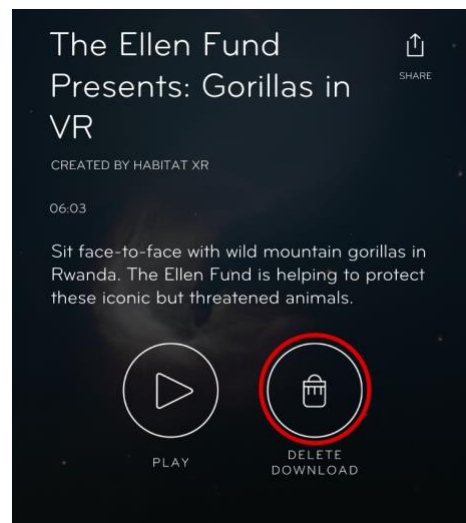 The Ellen Fund
Presents: Gorillas in
VR
SHARE
CREATED BY HABITAT XR
06:03
Sit face-to-face with wild mountain gorillas in
Rwanda. The Ellen Fund is helping to protect
these iconic but threatened animals.
PLAY
DELETE
DOWNLOAD